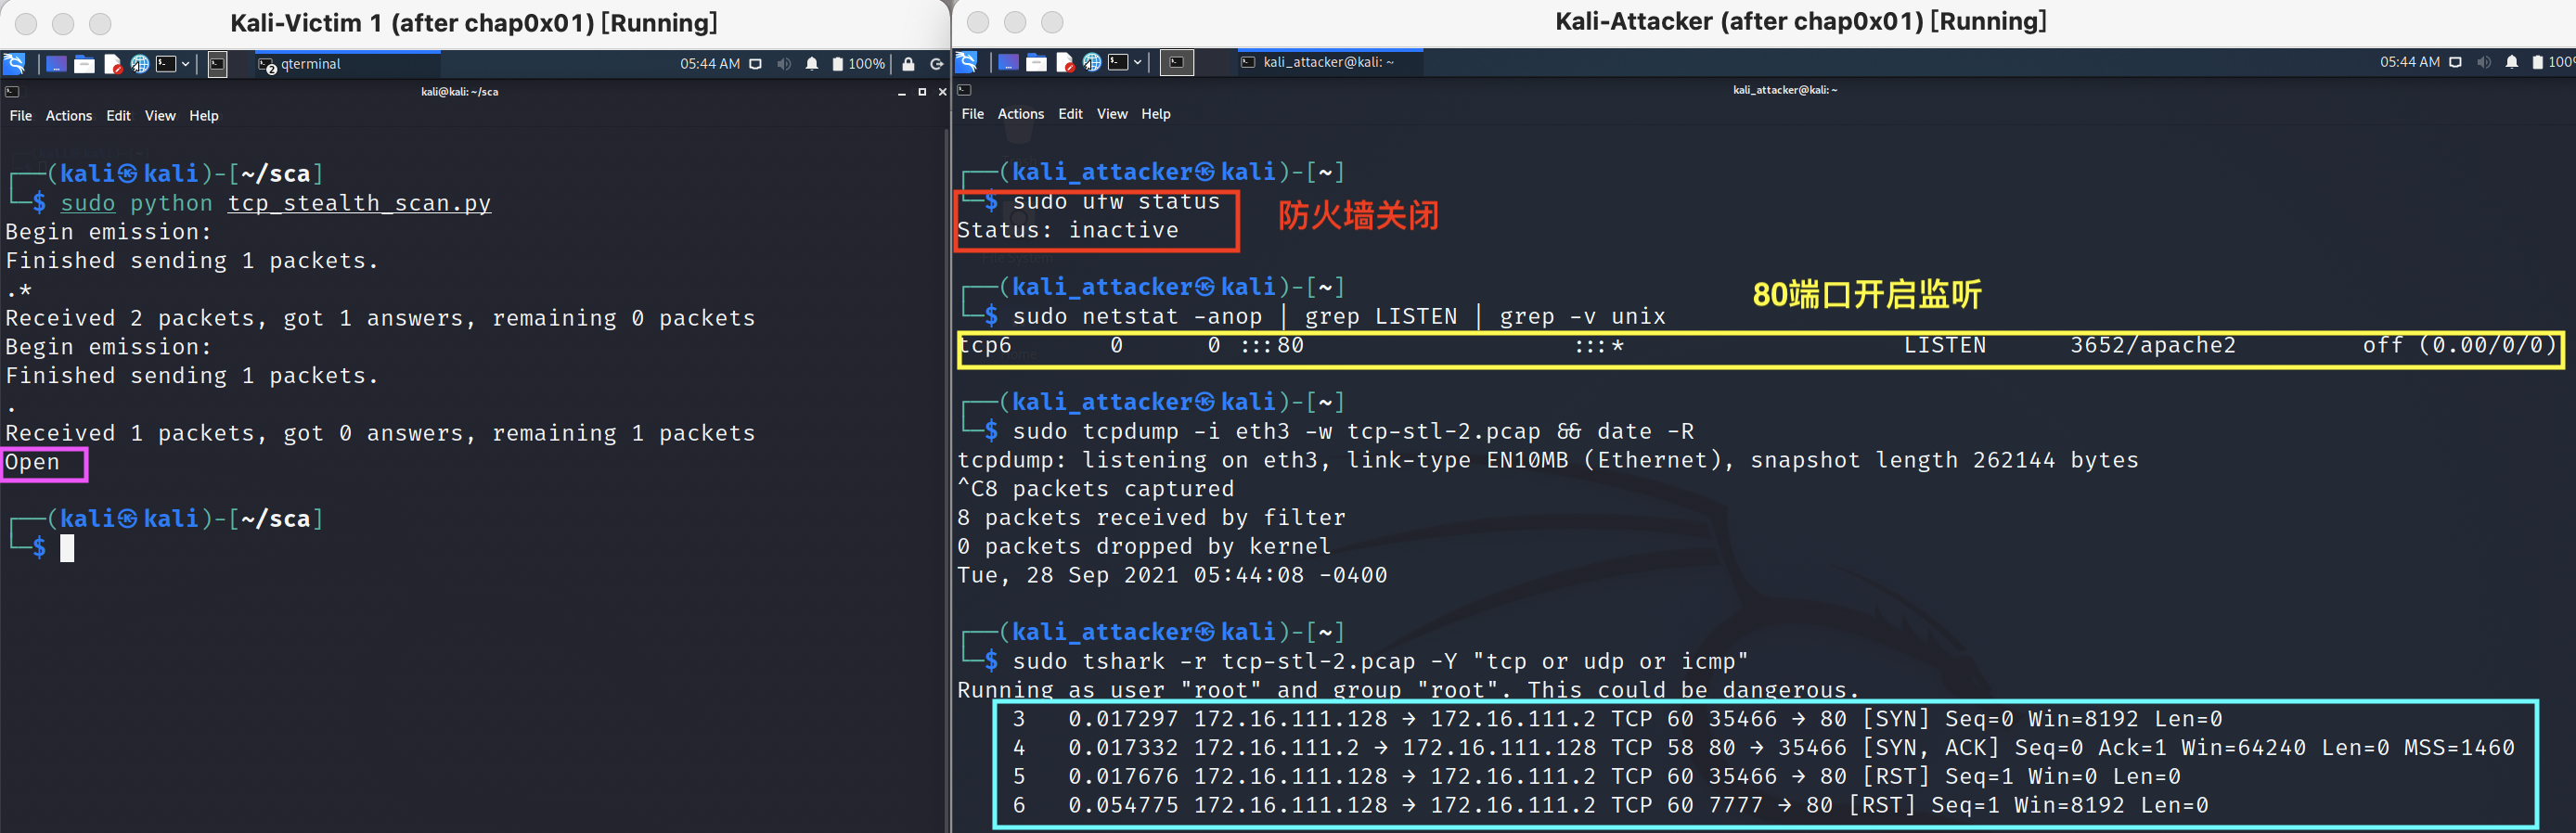 Kali-Victim 1 (after chap0x01) [Running]
qterminal
05:44 AM
100%
kali@kali: ~/sca
File Actions Edit View Help
┌──(kali㉿kali)-[~/sca]
└─$ sudo python tcp_stealth_scan.py
Begin emission:
Finished sending 1 packets.
.*
Received 2 packets, got 1 answers, remaining 0 packets
Begin emission:
Finished sending 1 packets.
.
Received 1 packets, got 0 answers, remaining 1 packets
Open
┌──(kali㉿kali)-[~/sca]
└─$
Kali-Attacker (after chap0x01) [Running]
kali_attacker@kali: ~
05:44 AM
100%
kali_attacker@kali: ~
File Actions Edit View Help
┌──(kali_attacker㉿kali)-[~]
└─$ sudo ufw status
Status: inactive
防火墙关闭
File System
┌──(kali_attacker㉿kali)-[~]
80端口开启监听
└─$ sudo netstat -anop | grep LISTEN | grep -v unix
tcp6 0 0 :::80 :::* LISTEN 3652/apache2 off (0.00/0/0)
┌──(kali_attacker㉿kali)-[~]
└─$ sudo tcpdump -i eth3 -w tcp-stl-2.pcap && date -R
tcpdump: listening on eth3, link-type EN10MB (Ethernet), snapshot length 262144 bytes
^C8 packets captured
8 packets received by filter
0 packets dropped by kernel
Tue, 28 Sep 2021 05:44:08 -0400
┌──(kali_attacker㉿kali)-[~]
└─$ sudo tshark -r tcp-stl-2.pcap -Y "tcp or udp or icmp"
Running as user "root" and group "root". This could be dangerous.
3 0.017297 172.16.111.128 → 172.16.111.2 TCP 60 35466 → 80 [SYN] Seq=0 Win=8192 Len=0
4 0.017332 172.16.111.2 → 172.16.111.128 TCP 58 80 → 35466 [SYN, ACK] Seq=0 Ack=1 Win=64240 Len=0 MSS=1460
5 0.017676 172.16.111.128 → 172.16.111.2 TCP 60 35466 → 80 [RST] Seq=1 Win=0 Len=0
6 0.054775 172.16.111.128 → 172.16.111.2 TCP 60 7777 → 80 [RST] Seq=1 Win=8192 Len=0